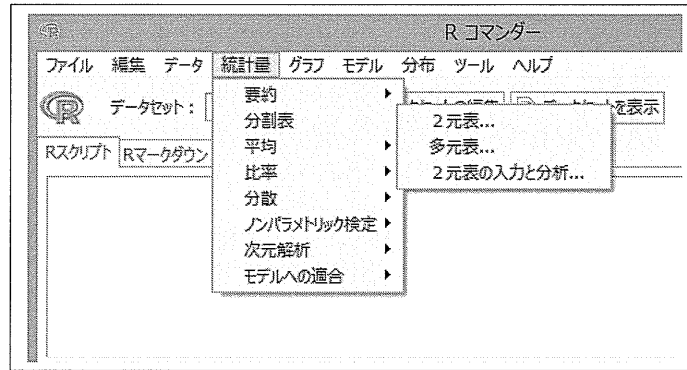 R コマンダー
ファイル 編集 データ 統計量 グラフ モデル 分布 ツール ヘルプ
R データセット: を表示
Rスクリプト Rマークダウン
要約
分割表
平均
比率
分散
ノンパラメトリック検定
次元解析
モデルへの適合
2元表...
多元表...
2元表の入力と分析...